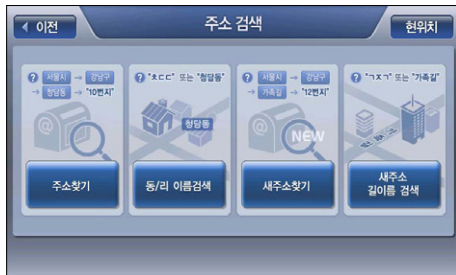 이전
주소 검색
현위치
? 서울시 → 강남구
→ 청담동 → "10번지"
주소찾기
? "ㅊㄷㄷ" 또는 "청담동"
청담동
동/리 이름검색
? 서울시 → 강남구
→ 가족길 → "12번지"
NEW
새주소찾기
? "ㄱㅈㄱ" 또는 "가족길"
새주소
길이름 검색